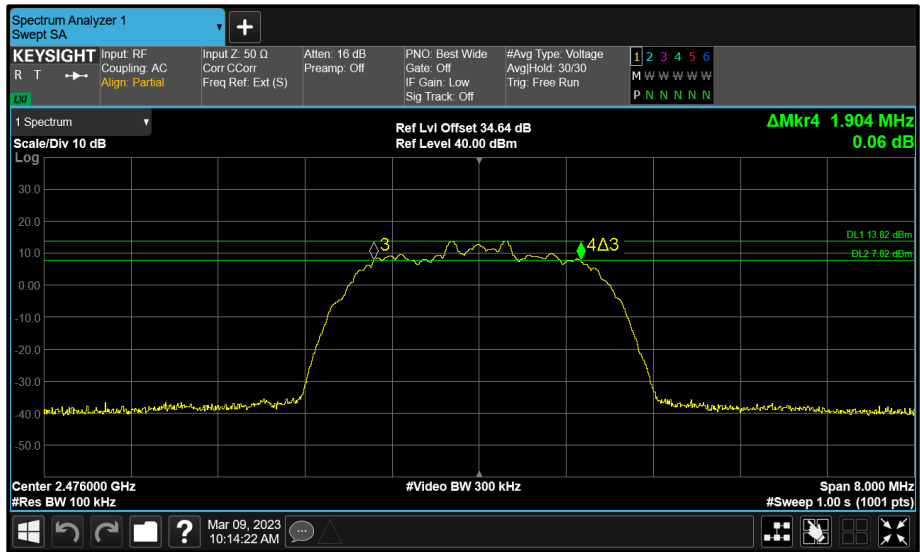 Spectrum Analyzer 1
Swept SA
+
KEYSIGHT
R T
LXI
Input: RF
Coupling: AC
Align: Partial
Input Z: 50 Ω
Corr CCorr
Freq Ref: Ext (S)
Atten: 16 dB
Preamp: Off
PNO: Best Wide
Gate: Off
IF Gain: Low
Sig Track: Off
#Avg Type: Voltage
Avg|Hold: 30/30
Trig: Free Run
1 2 3 4 5 6
M W W W W W
P N N N N N
1 Spectrum
Scale/Div 10 dB
Log
Ref Lvl Offset 34.64 dB
Ref Level 40.00 dBm
ΔMkr4 1.904 MHz
0.06 dB
30.0
20.0
10.0
0.00
-10.0
-20.0
-30.0
-40.0
-50.0
3
4Δ3
DL1 13.82 dBm
DL2 7.82 dBm
Center 2.476000 GHz
#Video BW 300 kHz
Span 8.000 MHz
#Res BW 100 kHz
#Sweep 1.00 s (1001 pts)
?
Mar 09, 2023
10:14:22 AM